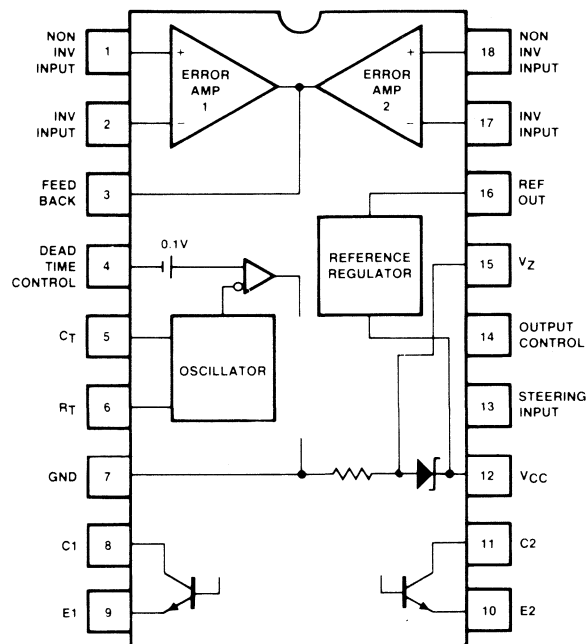 NON
INV
INPUT
1
+
ERROR
AMP
1
−
INV
INPUT
2
FEED
BACK
3
DEAD
TIME
CONTROL
4
0.1V
CT
5
OSCILLATOR
RT
6
GND
7
C1
8
E1
9
+
ERROR
AMP
2
−
18
NON
INV
INPUT
17
INV
INPUT
16
REF
OUT
REFERENCE
REGULATOR
15
VZ
14
OUTPUT
CONTROL
13
STEERING
INPUT
12
VCC
11
C2
10
E2